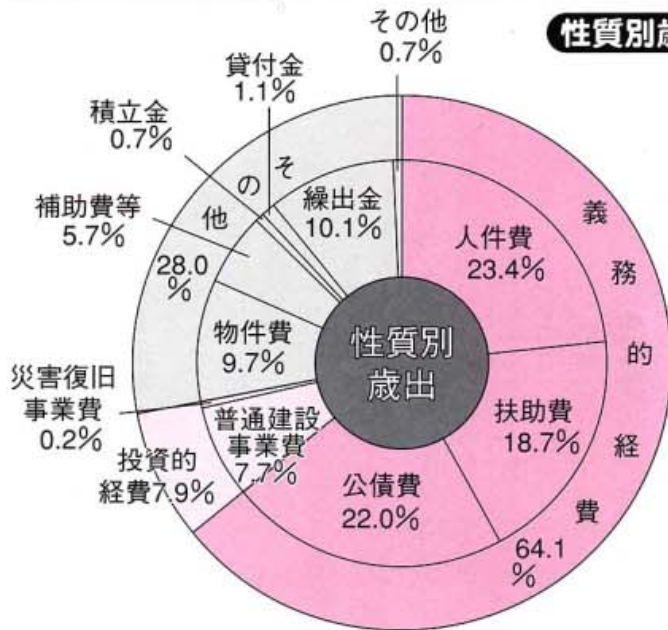 性質別歳
その他
0.7%
貸付金
1.1%
積立金
0.7%
補助費等
5.7%
その他
28.0
%
繰出金
10.1%
物件費
9.7%
災害復旧
事業費
0.2%
投資的
経費7.9%
普通建設
事業費
7.7%
性質別
歳出
人件費
23.4%
扶助費
18.7%
公債費
22.0%
義務的経費
64.1
%